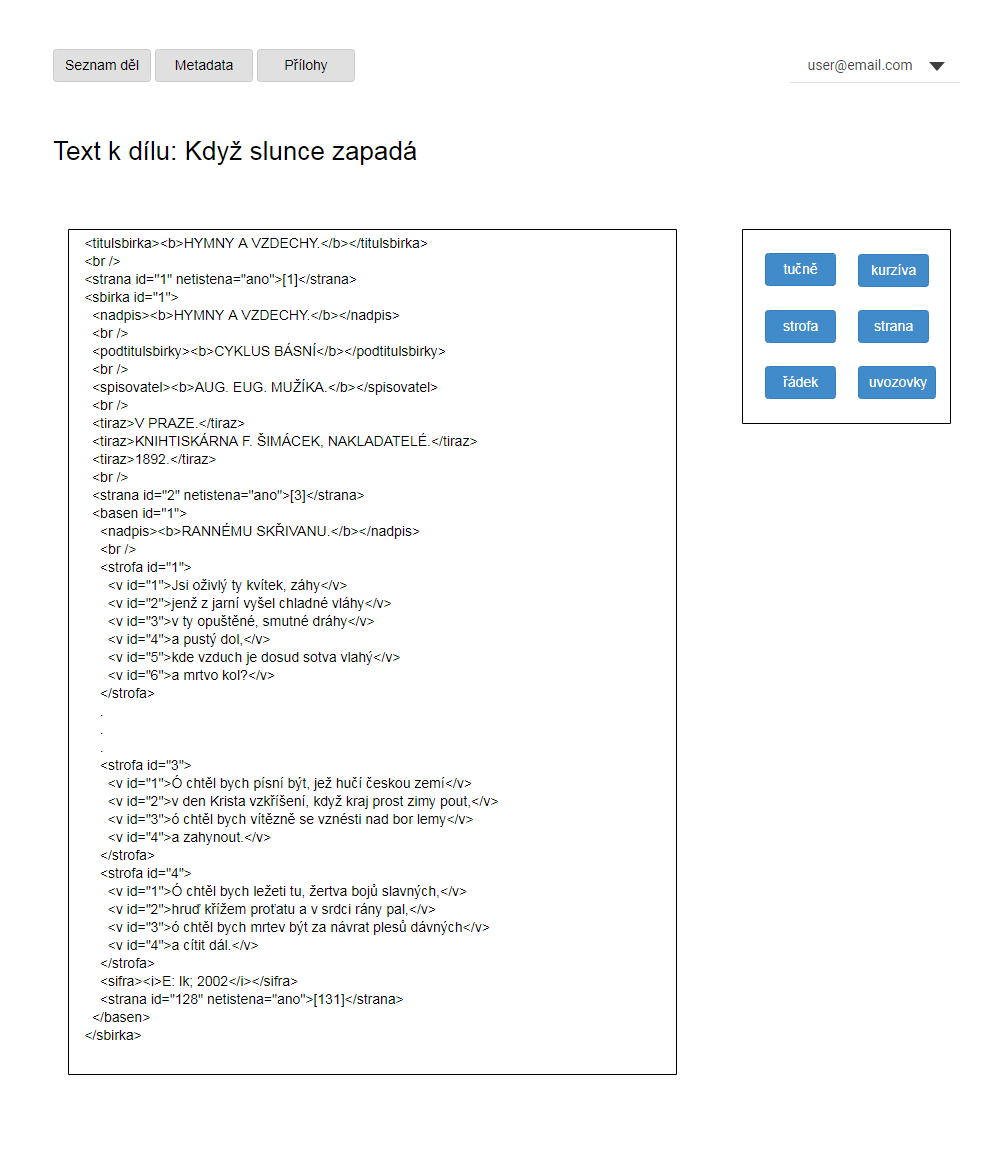 Seznam děl Metadata Přílohy user@email.com
Text k dílu: Když slunce zapadá
<titulsbirka><b>HYMNY A VZDECHY.</b></titulsbirka>
<br />
<strana id="1" netistena="ano">[1]</strana>
<sbirka id="1">
<nadpis><b>HYMNY A VZDECHY.</b></nadpis>
<br />
<podtitulsbirky><b>CYKLUS BÁSNÍ</b></podtitulsbirky>
<br />
<spisovatel><b>AUG. EUG. MUŽÍKA.</b></spisovatel>
<br />
<tiraz>V PRAZE.</tiraz>
<tiraz>KNIHTISKÁRNA F. ŠIMÁCEK, NAKLADATELÉ.</tiraz>
<tiraz>1892.</tiraz>
<br />
<strana id="2" netistena="ano">[3]</strana>
<basen id="1">
<nadpis><b>RANNÉMU SKŘIVANU.</b></nadpis>
<br />
<strofa id="1">
<v id="1">Jsi oživlý ty kvítek, záhy</v>
<v id="2">jenž z jarní vyšel chladné vláhy</v>
<v id="3">v ty opuštěné, smutné dráhy</v>
<v id="4">a pustý dol,</v>
<v id="5">kde vzduch je dosud sotva vlahý</v>
<v id="6">a mrtvo kol?</v>
</strofa>
.
.
.
<strofa id="3">
<v id="1">Ó chtěl bych písní být, jež hučí českou zemí</v>
<v id="2">v den Krista vzkříšení, když kraj prost zimy pout,</v>
<v id="3">ó chtěl bych vítězně se vznésti nad bor lemy</v>
<v id="4">a zahynout.</v>
</strofa>
<strofa id="4">
<v id="1">Ó chtěl bych ležeti tu, žertva bojů slavných,</v>
<v id="2">hruď křížem proťatu a v srdci rány pal,</v>
<v id="3">ó chtěl bych mrtev být za návrat plesů dávných</v>
<v id="4">a cítit dál.</v>
</strofa>
<sifra><i>E: lk; 2002</i></sifra>
<strana id="128" netistena="ano">[131]</strana>
</basen>
</sbirka>
tučně kurzíva
strofa strana
řádek uvozovky